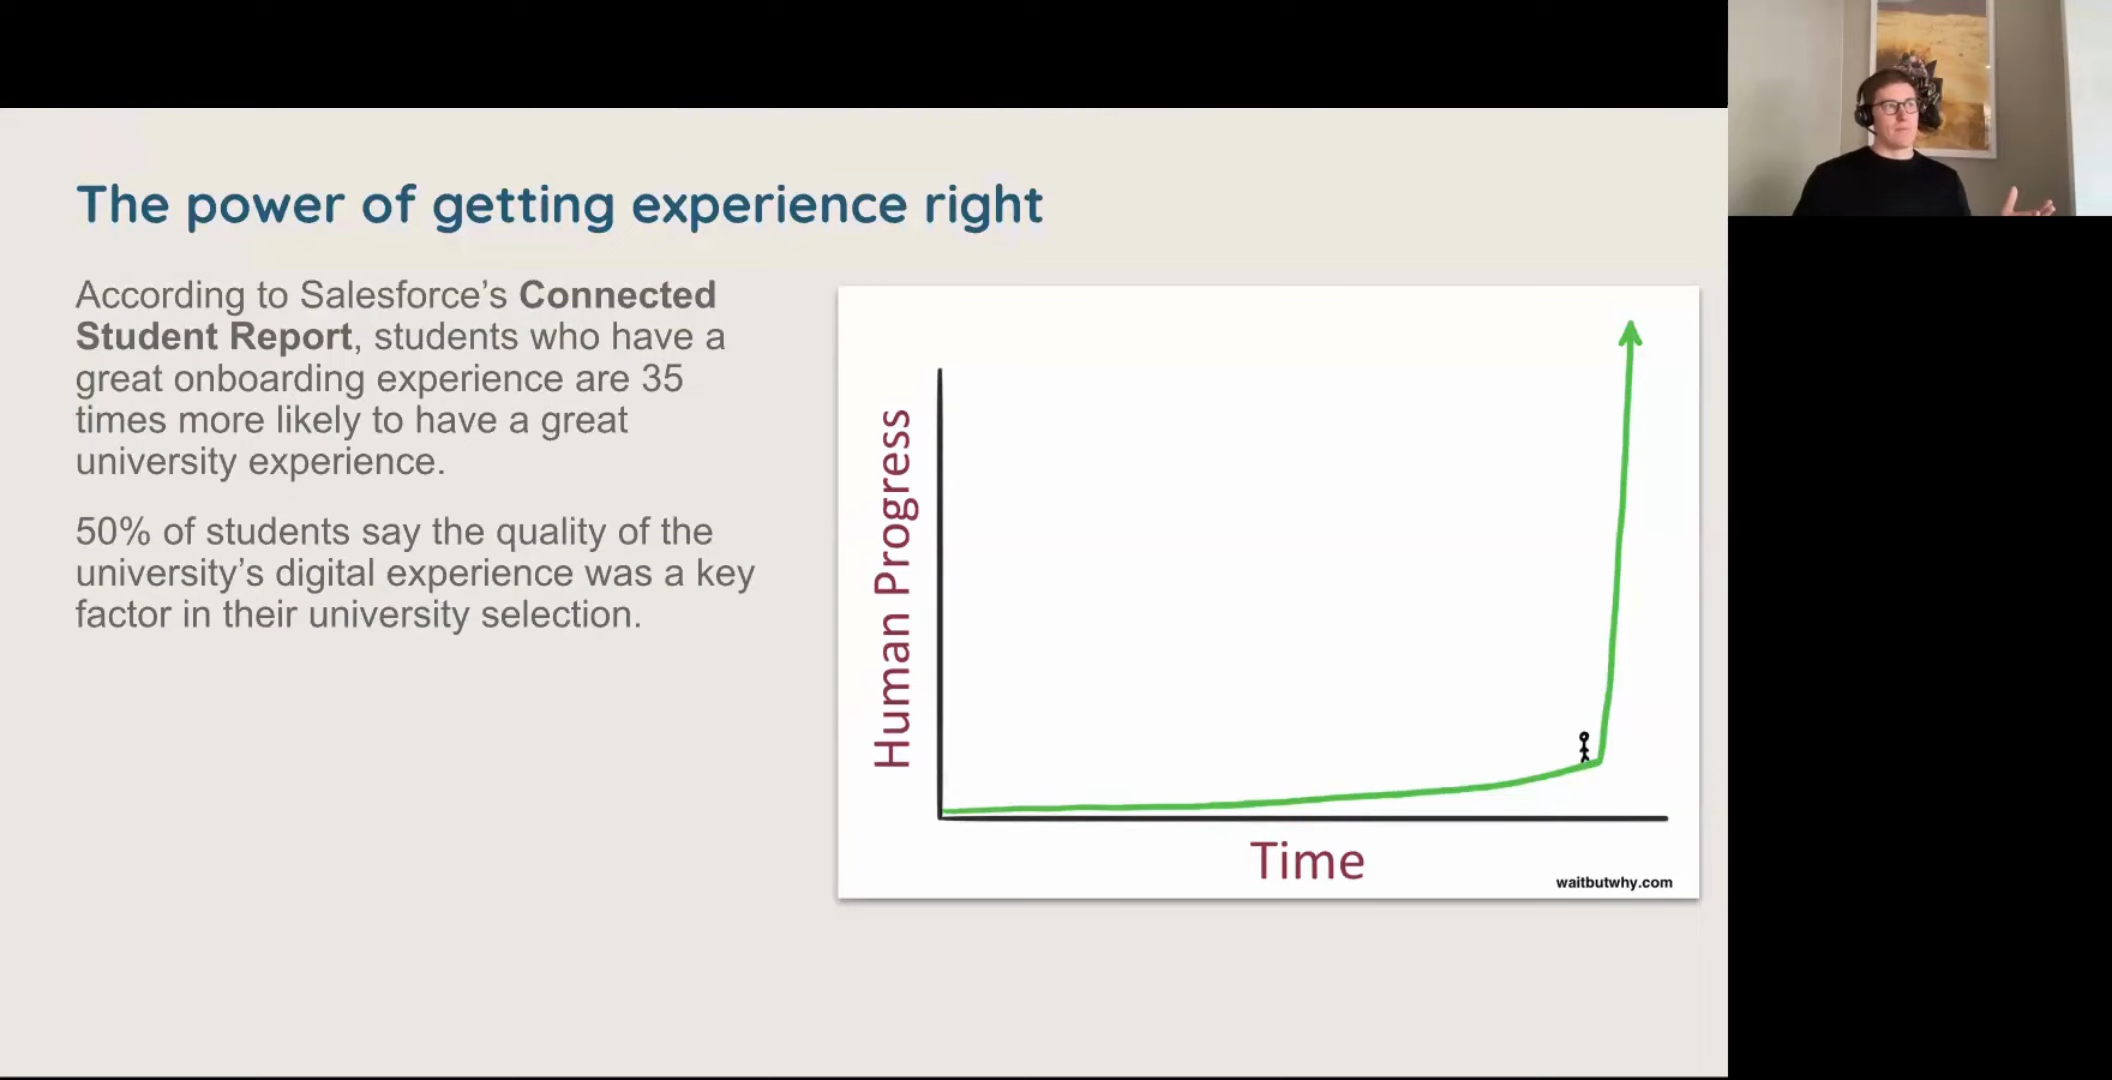 The power of getting experience right
According to Salesforce’s Connected
Student Report, students who have a
great onboarding experience are 35
times more likely to have a great
university experience.
50% of students say the quality of the
university’s digital experience was a key
factor in their university selection.
Human Progress
Time
waitbutwhy.com